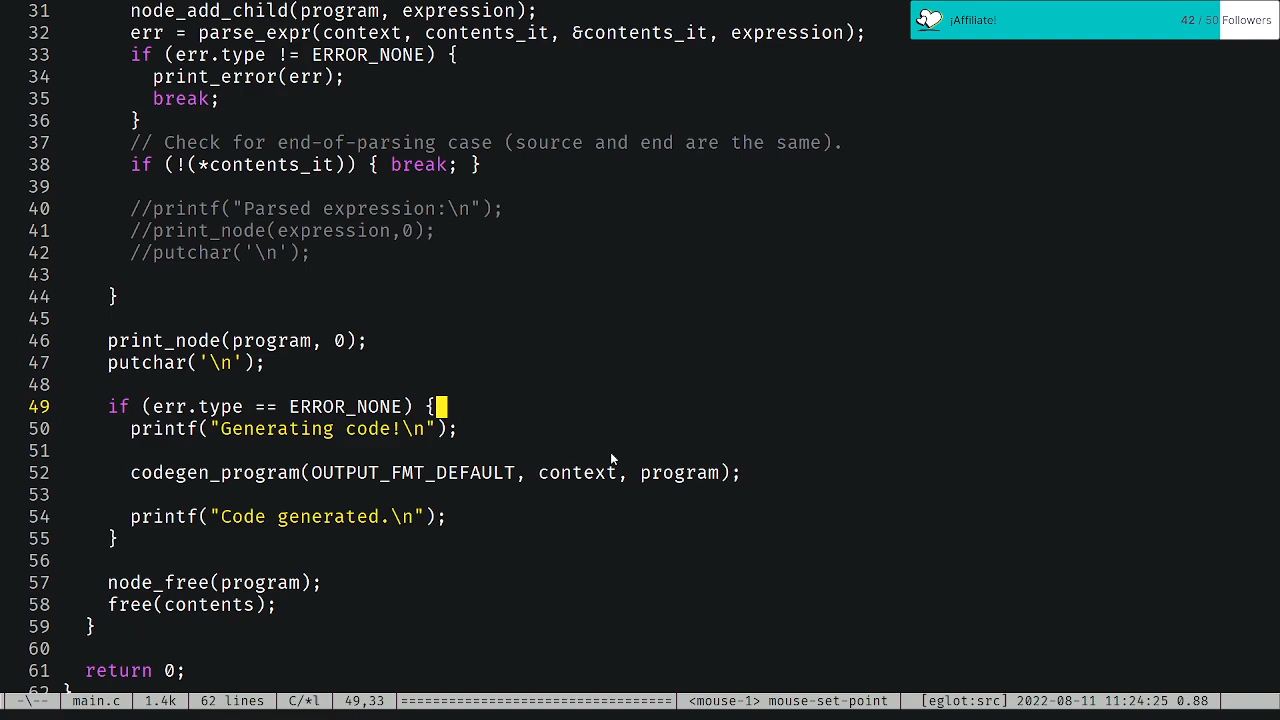 31 node_add_child(program, expression);
¡Affiliate! 42 / 50 Followers
32 err = parse_expr(context, contents_it, &contents_it, expression);
33 if (err.type != ERROR_NONE) {
34 print_error(err);
35 break;
36 }
37 // Check for end-of-parsing case (source and end are the same).
38 if (!(*contents_it)) { break; }
39
40 //printf("Parsed expression:\n");
41 //print_node(expression,0);
42 //putchar('\n');
43
44 }
45
46 print_node(program, 0);
47 putchar('\n');
48
49 if (err.type == ERROR_NONE) {
50 printf("Generating code!\n");
51
52 codegen_program(OUTPUT_FMT_DEFAULT, context, program);
53
54 printf("Code generated.\n");
55 }
56
57 node_free(program);
58 free(contents);
59 }
60
61 return 0;
62 }
-\-- main.c 1.4k 62 lines C/*l 49,33 =============================== <mouse-1> mouse-set-point [eglot:src] 2022-08-11 11:24:25 0.88